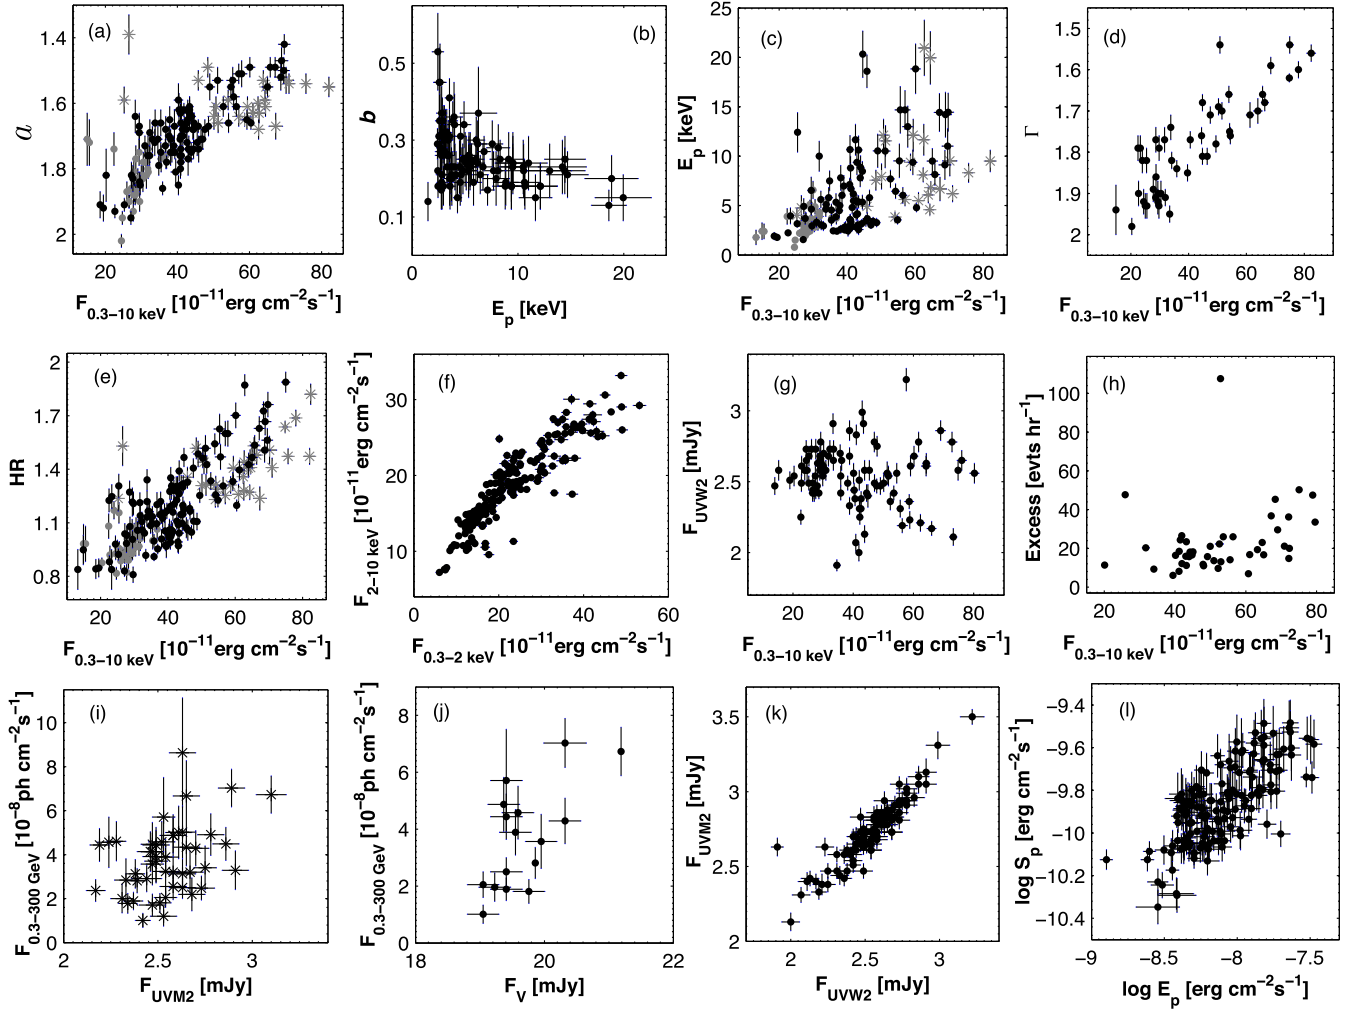 (a)
a
1.4
1.6
1.8
2
20 40 60 80
F0.3−10 keV [10−11erg cm−2s−1]
(b)
b
0.5
0.3
0.1
0 10 20
Ep [keV]
(c)
Ep [keV]
25
20
15
10
5
0
20 40 60 80
F0.3−10 keV [10−11erg cm−2s−1]
(d)
Γ
1.5
1.6
1.7
1.8
1.9
2
20 40 60 80
F0.3−10 keV [10−11erg cm−2s−1]
(e)
HR
2
1.7
1.4
1.1
0.8
20 40 60 80
F0.3−10 keV [10−11erg cm−2s−1]
(f)
F2−10 keV [10−11erg cm−2s−1]
30
20
10
0 20 40 60
F0.3−2 keV [10−11erg cm−2s−1]
(g)
FUVW2 [mJy]
3
2.5
2
20 40 60 80
F0.3−10 keV [10−11erg cm−2s−1]
(h)
Excess [evts hr−1]
100
80
60
40
20
0
20 40 60 80
F0.3−10 keV [10−11erg cm−2s−1]
(i)
F0.3−300 GeV [10−8ph cm−2s−1]
10
8
6
4
2
0
2 2.5 3
FUVM2 [mJy]
(j)
F0.3−300 GeV [10−8ph cm−2s−1]
8
6
4
2
0
18 20 22
FV [mJy]
(k)
FUVM2 [mJy]
3.5
3
2.5
2
2 2.5 3
FUVW2 [mJy]
(l)
log Sp [erg cm−2s−1]
−9.4
−9.6
−9.8
−10
−10.2
−10.4
−9 −8.5 −8 −7.5
log Ep [erg cm−2s−1]